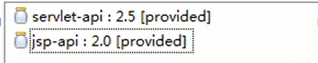 servlet-api : 2.5 [provided]
jsp-api : 2.0 [provided]